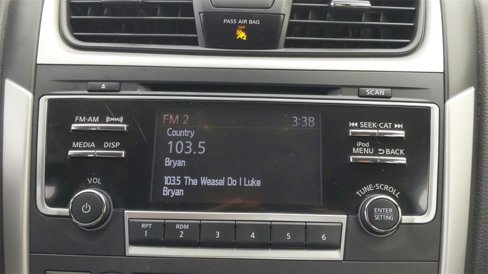 PASS AIR BAG
OFF
SCAN
FM·AM
MEDIA DISP
VOL
FM 2 3:38
Country
103.5
Bryan
103.5 The Weasel Do I Luke
Bryan
SEEK·CAT
iPod
MENU BACK
TUNE·SCROLL
ENTER
SETTING
RPT RDM
1 2 3 4 5 6